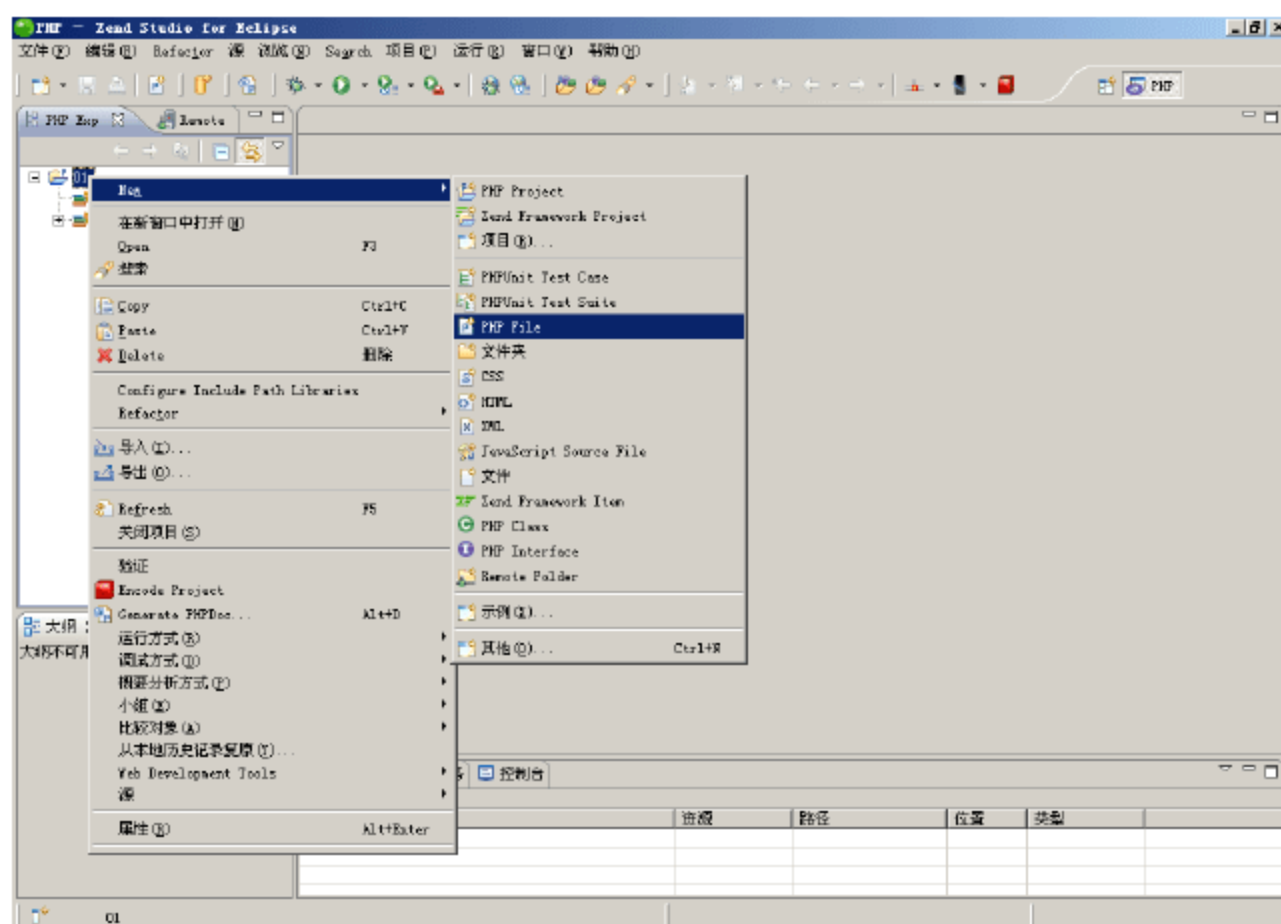 PHP - Zend Studio for Eclipse
文件(F) 编辑(E) Refactor 源 浏览(N) Search 项目(P) 运行(R) 窗口(W) 帮助(H)
PHP
PHP Exp Remote
01
New
在新窗口中打开(N)
Open F3
搜索
Copy Ctrl+C
Paste Ctrl+V
Delete 删除
Configure Include Path Libraries
Refactor
导入(I)...
导出(O)...
Refresh F5
关闭项目(S)
验证
Encode Project
Generate PHPDoc... Alt+D
运行方式(R)
调试方式(D)
概要分析方式(P)
小组(E)
比较对象(A)
从本地历史记录复原(Y)...
Web Development Tools
源
属性(R) Alt+Enter
PHP Project
Zend Framework Project
项目(R)...
PHPUnit Test Case
PHPUnit Test Suite
PHP File
文件夹
CSS
HTML
XML
JavaScript Source File
文件
Zend Framework Item
PHP Class
PHP Interface
Remote Folder
示例(X)...
其他(O)... Ctrl+N
大纲
大纲不可用
控制台
资源 路径 位置 类型
01